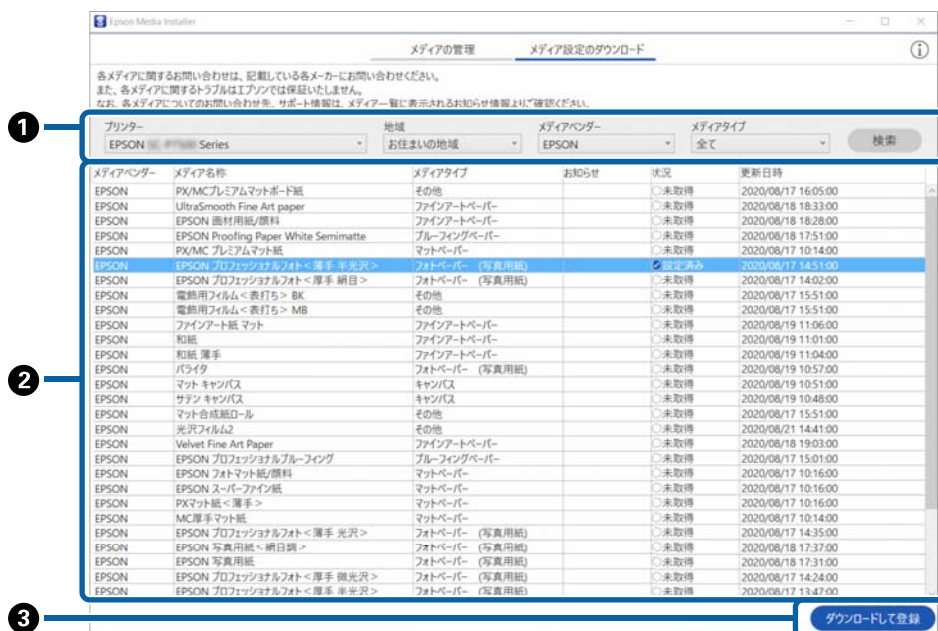 Epson Media Installer
メディアの管理 メディア設定のダウンロード
各メディアに関するお問い合わせは、記載している各メーカーにお問い合わせください。
また、各メディアに関するトラブルはエプソンでは保証いたしません。
なお、各メディアについてのお問い合わせ先、サポート情報は、メディア一覧に表示されるお知らせ情報よりご確認ください。
1
プリンター 地域 メディアベンダー メディアタイプ
EPSON Series お住まいの地域 EPSON 全て 検索
メディアベンダー メディア名称 メディアタイプ お知らせ 状況 更新日時
EPSON PX/MCプレミアムマットボード紙 その他 未取得 2020/08/17 16:05:00
EPSON UltraSmooth Fine Art paper ファインアートペーパー 未取得 2020/08/18 18:33:00
EPSON EPSON 画材用紙/顔料 ファインアートペーパー 未取得 2020/08/18 18:28:00
EPSON EPSON Proofing Paper White Semimatte プルーフィングペーパー 未取得 2020/08/18 17:51:00
EPSON PX/MC プレミアムマット紙 マットペーパー 未取得 2020/08/17 10:14:00
EPSON EPSON プロフェッショナルフォト<薄手 半光沢> フォトペーパー (写真用紙) 設定済み 2020/08/17 14:51:00
EPSON EPSON プロフェッショナルフォト<厚手 絹目> フォトペーパー (写真用紙) 未取得 2020/08/17 14:02:00
EPSON 電飾用フィルム<表打ち> BK その他 未取得 2020/08/17 15:51:00
EPSON 電飾用フィルム<表打ち> MB その他 未取得 2020/08/17 15:51:00
EPSON ファインアート紙 マット ファインアートペーパー 未取得 2020/08/19 11:06:00
EPSON 和紙 ファインアートペーパー 未取得 2020/08/19 11:01:00
EPSON 和紙 薄手 ファインアートペーパー 未取得 2020/08/19 11:04:00
2
EPSON バライタ フォトペーパー (写真用紙) 未取得 2020/08/19 10:57:00
EPSON マット キャンバス キャンバス 未取得 2020/08/19 10:51:00
EPSON サテン キャンバス キャンバス 未取得 2020/08/19 10:48:00
EPSON マット合成紙ロール その他 未取得 2020/08/17 15:51:00
EPSON 光沢フィルム2 その他 未取得 2020/08/21 14:41:00
EPSON Velvet Fine Art Paper ファインアートペーパー 未取得 2020/08/18 19:03:00
EPSON EPSON プロフェッショナルプルーフィング プルーフィングペーパー 未取得 2020/08/17 15:01:00
EPSON EPSON フォトマット紙/顔料 マットペーパー 未取得 2020/08/17 10:16:00
EPSON EPSON スーパーファイン紙 マットペーパー 未取得 2020/08/17 10:16:00
EPSON PXマット紙<薄手> マットペーパー 未取得 2020/08/17 10:16:00
EPSON MC厚手マット紙 マットペーパー 未取得 2020/08/17 10:14:00
EPSON EPSON プロフェッショナルフォト<薄手 光沢> フォトペーパー (写真用紙) 未取得 2020/08/17 14:35:00
EPSON EPSON 写真用紙<絹目調> フォトペーパー (写真用紙) 未取得 2020/08/18 17:37:00
EPSON EPSON 写真用紙 フォトペーパー (写真用紙) 未取得 2020/08/18 17:31:00
EPSON EPSON プロフェッショナルフォト<厚手 微光沢> フォトペーパー (写真用紙) 未取得 2020/08/17 14:24:00
EPSON EPSON プロフェッショナルフォト<厚手 半光沢> フォトペーパー (写真用紙) 未取得 2020/08/17 13:47:00
3
ダウンロードして登録